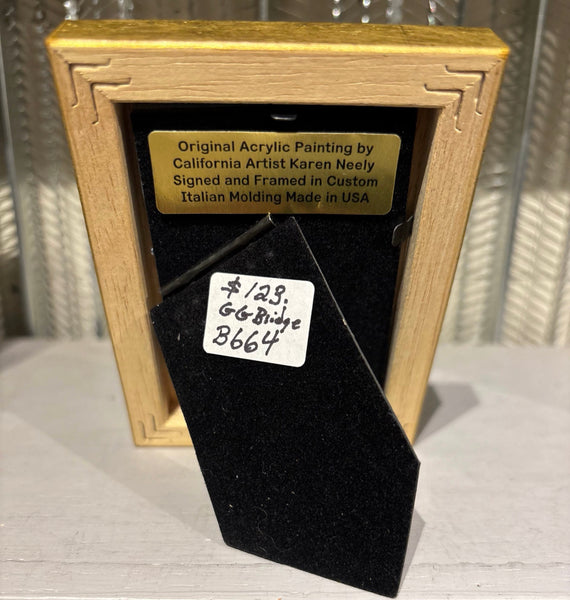 Original Acrylic Painting by
California Artist Karen Neely
Signed and Framed in Custom
Italian Molding Made in USA
$ 123.
GG Bridge
B664